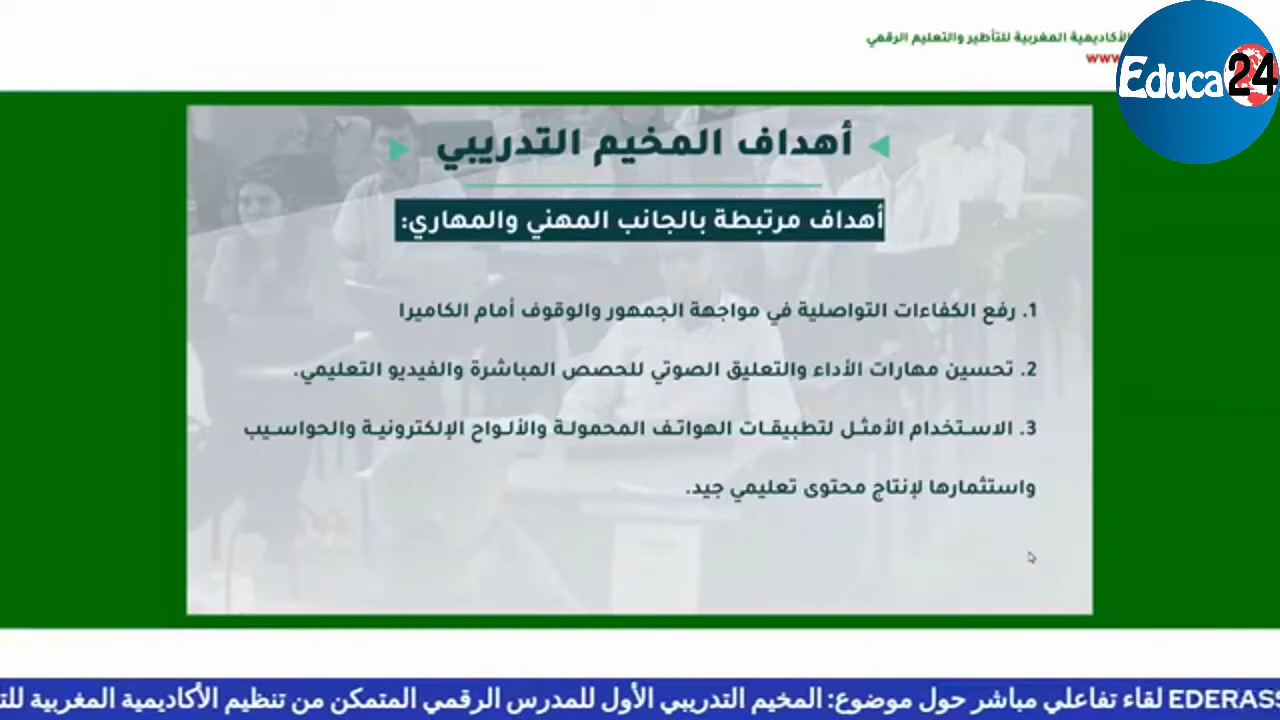 الأكاديمية المغربية للتأطير والتعليم الرقمي
www
Educa24
أهداف المخيم التدريبي
أهداف مرتبطة بالجانب المهني والمهاري:
1. رفع الكفاءات التواصلية في مواجهة الجمهور والوقوف أمام الكاميرا
2. تحسين مهارات الأداء والتعليق الصوتي للحصص المباشرة والفيديو التعليمي.
3. الاستخدام الأمثل لتطبيقات الهواتف المحمولة والألواح الإلكترونية والحواسيب
واستثمارها لإنتاج محتوى تعليمي جيد.
EDERASS لقاء تفاعلي مباشر حول موضوع: المخيم التدريبي الأول للمدرس الرقمي المتمكن من تنظيم الأكاديمية المغربية